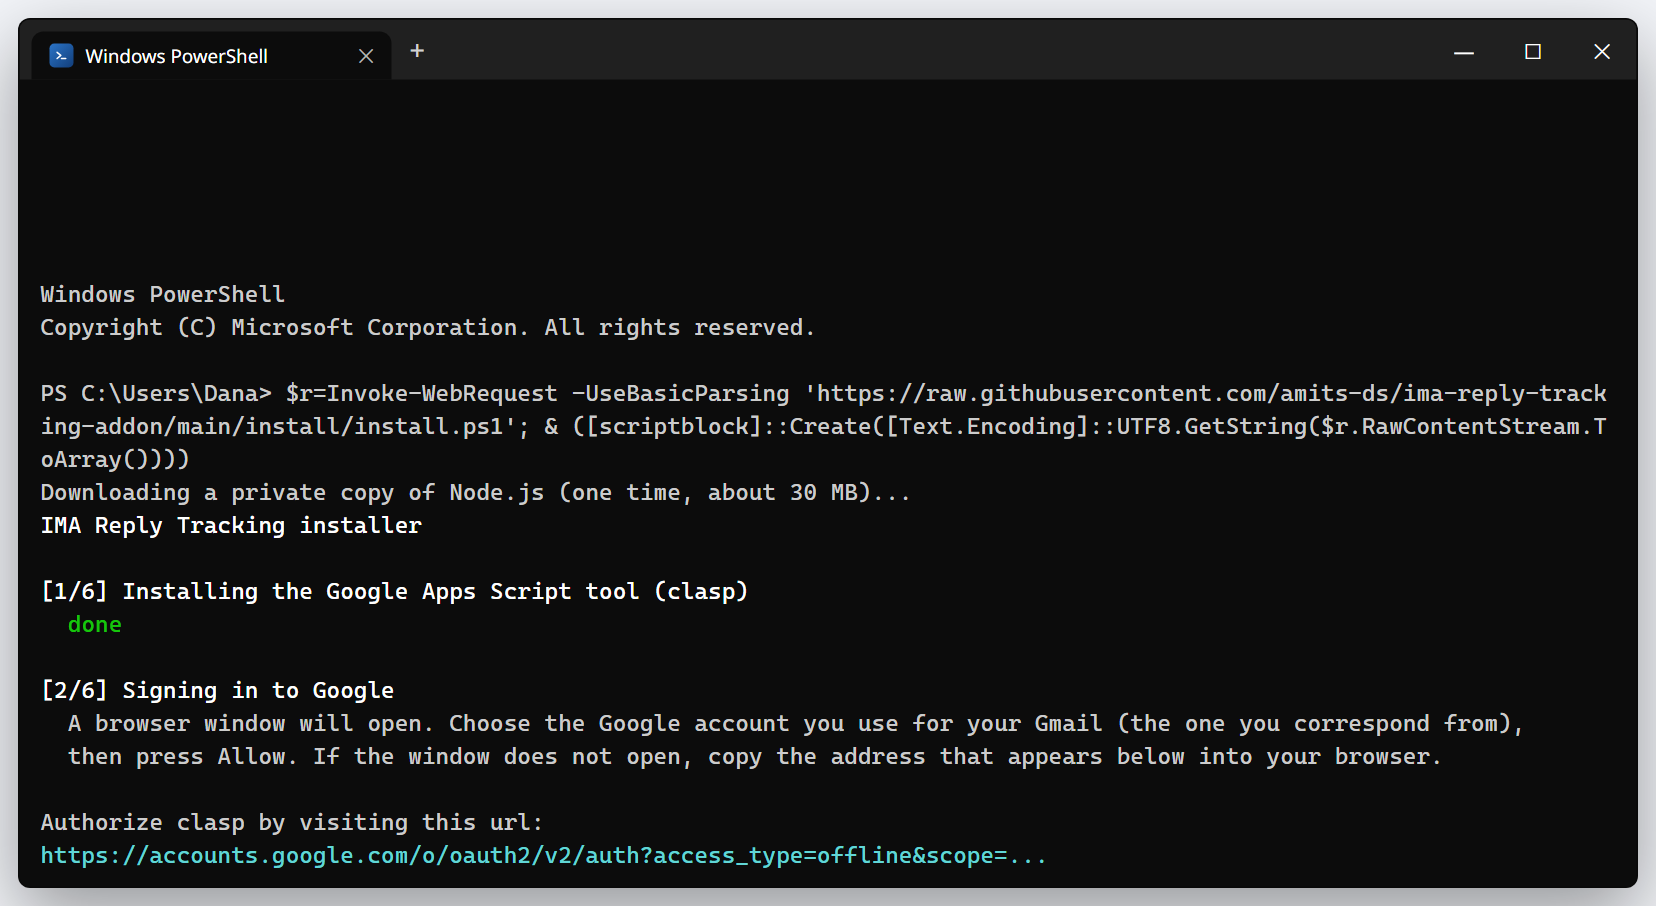 Windows PowerShell
Windows PowerShell
Copyright (C) Microsoft Corporation. All rights reserved.
PS C:\Users\Dana> $r=Invoke-WebRequest -UseBasicParsing 'https://raw.githubusercontent.com/amits-ds/ima-reply-track
ing-addon/main/install/install.ps1'; & ([scriptblock]::Create([Text.Encoding]::UTF8.GetString($r.RawContentStream.T
oArray())))
Downloading a private copy of Node.js (one time, about 30 MB)...
IMA Reply Tracking installer
[1/6] Installing the Google Apps Script tool (clasp)
done
[2/6] Signing in to Google
A browser window will open. Choose the Google account you use for your Gmail (the one you correspond from),
then press Allow. If the window does not open, copy the address that appears below into your browser.
Authorize clasp by visiting this url:
https://accounts.google.com/o/oauth2/v2/auth?access_type=offline&scope=...